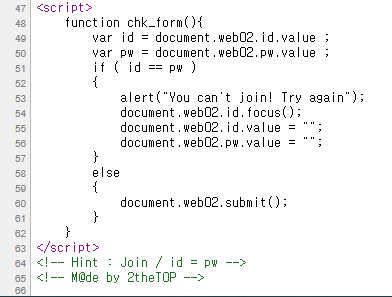 47 <script>
48 function chk_form(){
49 var id = document.web02.id.value ;
50 var pw = document.web02.pw.value ;
51 if ( id == pw )
52 {
53 alert("You can't join! Try again");
54 document.web02.id.focus();
55 document.web02.id.value = "";
56 document.web02.pw.value = "";
57 }
58 else
59 {
60 document.web02.submit();
61 }
62 }
63 </script>
64 <!-- Hint : Join / id = pw -->
65 <!-- M@de by 2theTOP -->
66